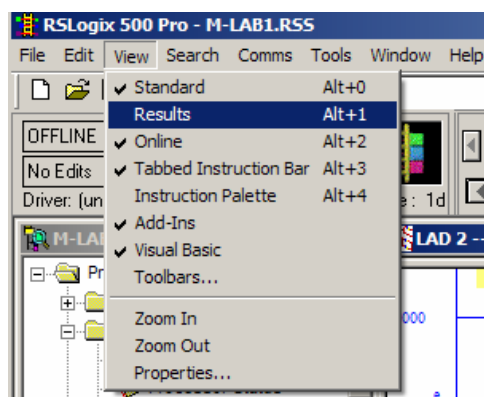 RSLogix 500 Pro - M-LAB1.RSS
File Edit View Search Comms Tools Window Help
Standard Alt+0
Results Alt+1
OFFLINE
Online Alt+2
No Edits
Tabbed Instruction Bar Alt+3
Driver: (un
Instruction Palette Alt+4
: 1d
Add-Ins
M-LA
LAD 2 --
Visual Basic
Pr
Toolbars...
Zoom In
000
Zoom Out
Properties...